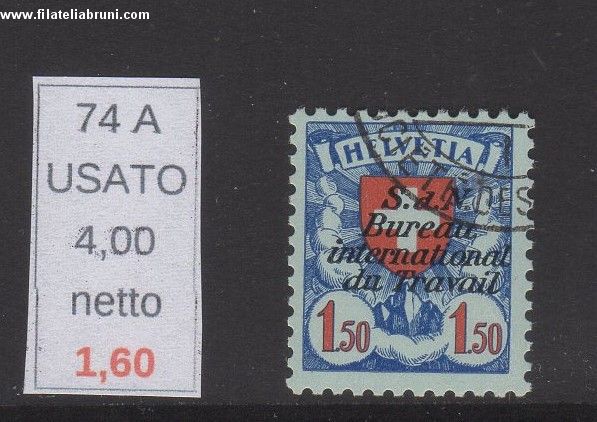 www.filateliabruni.com
74 A
USATO
4,00
netto
1,60
HELVETIA
S.d.N.
Bureau
international
du Travail
1.50 1.50